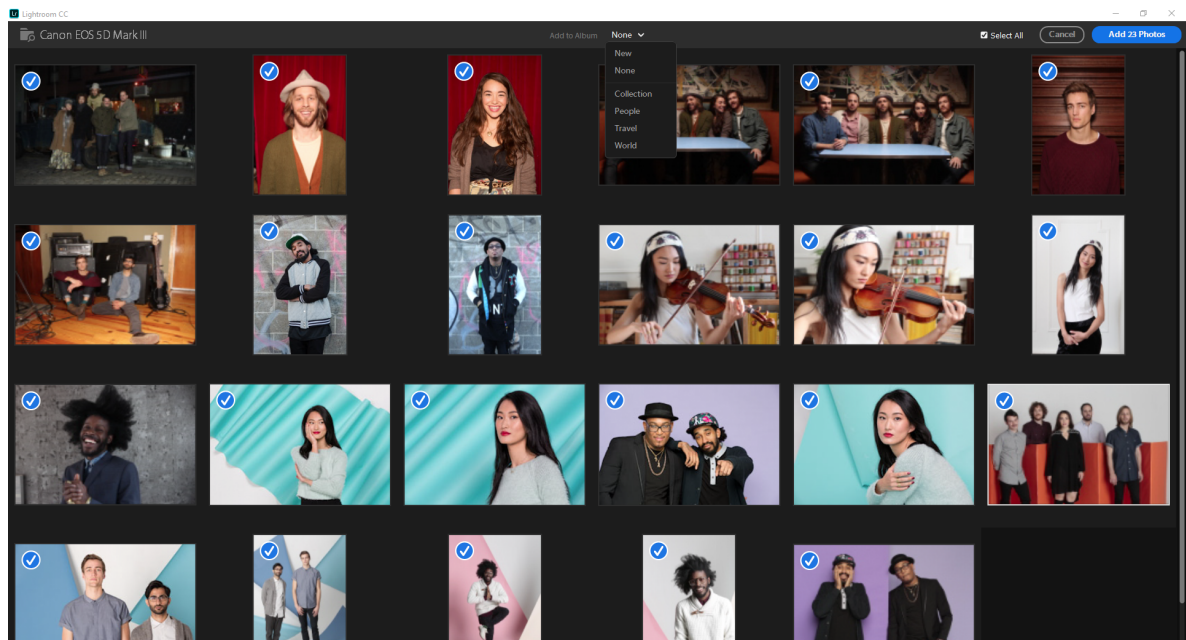 Lr Lightroom CC
Canon EOS 5D Mark III
Add to Album None
Select All
Cancel
Add 23 Photos
New
None
Collection
People
Travel
World
N